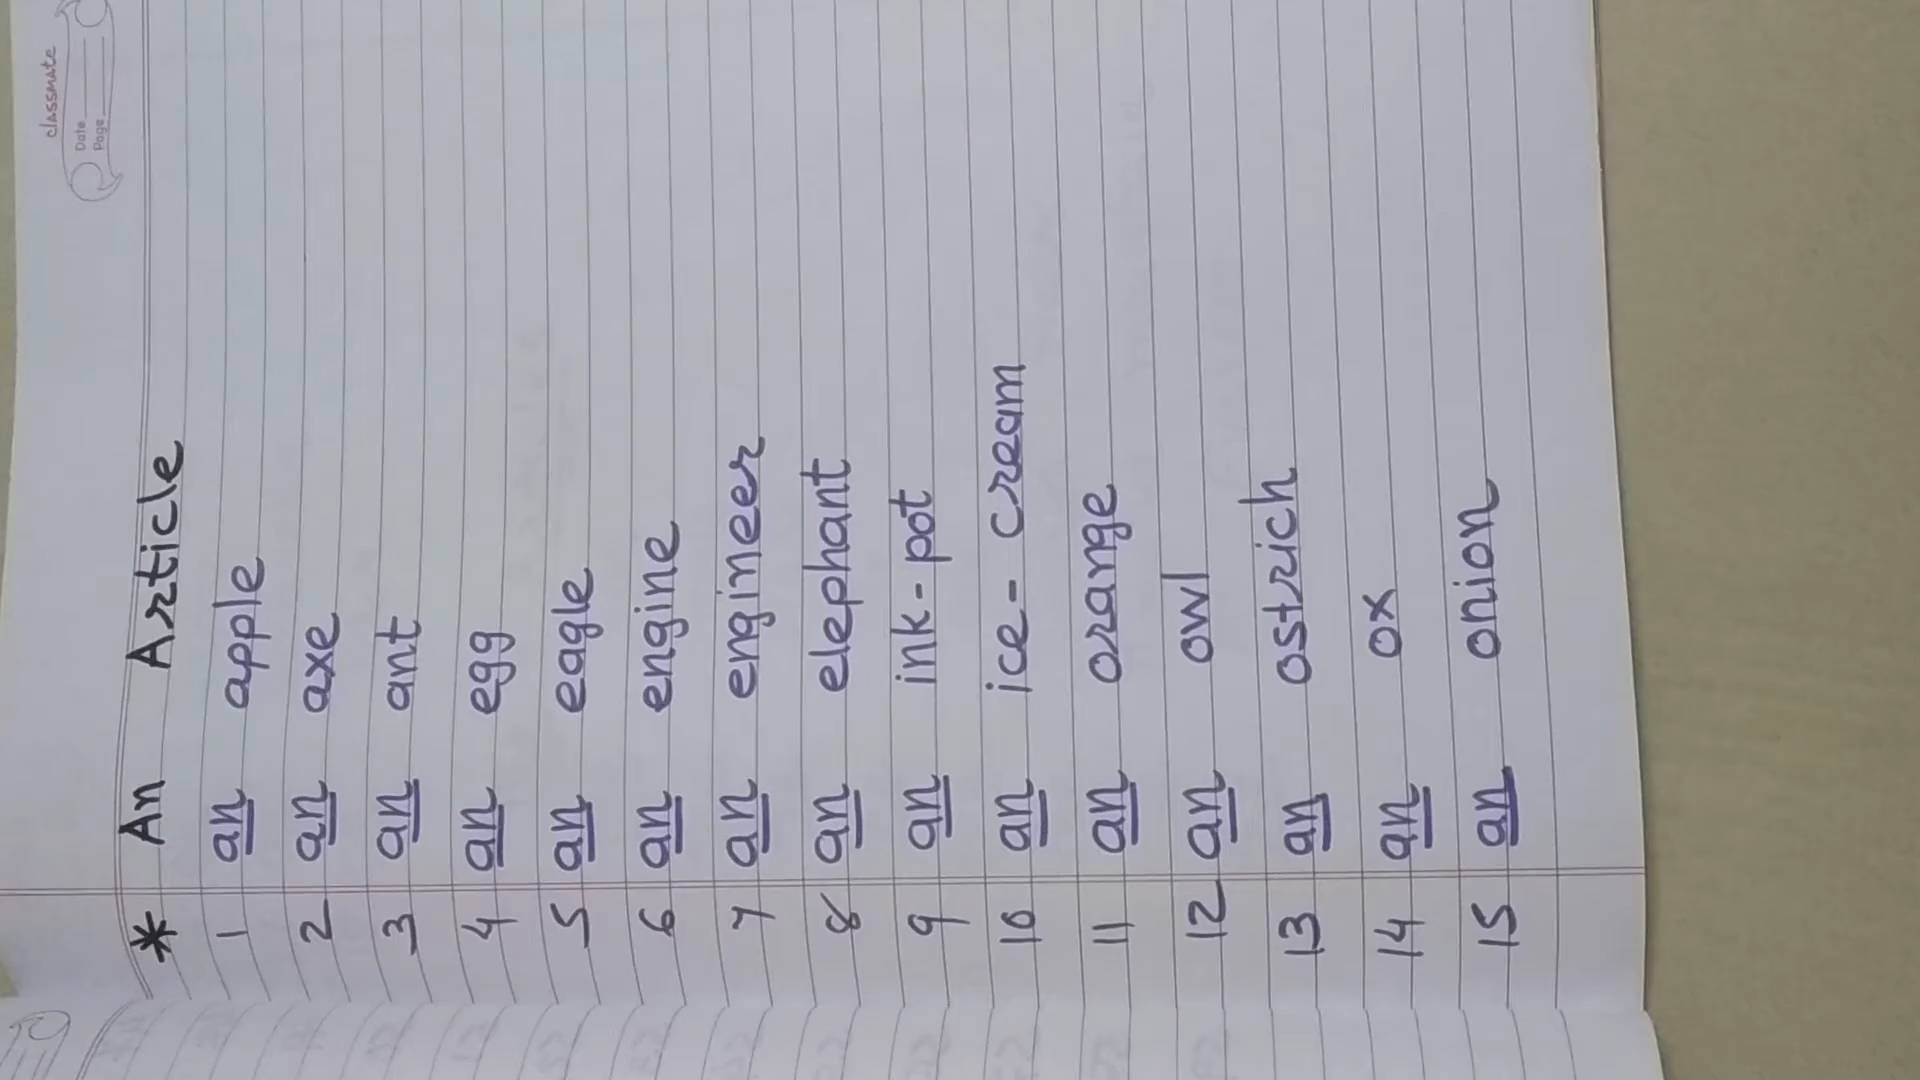 classmate
Date
Page
* An Article
1 an apple
2 an axe
3 an ant
4 an egg
5 an eagle
6 an engine
7 an engineer
8 an elephant
9 an ink-pot
10 an ice-cream
11 an orange
12 an owl
13 an ostrich
14 an ox
15 an onion